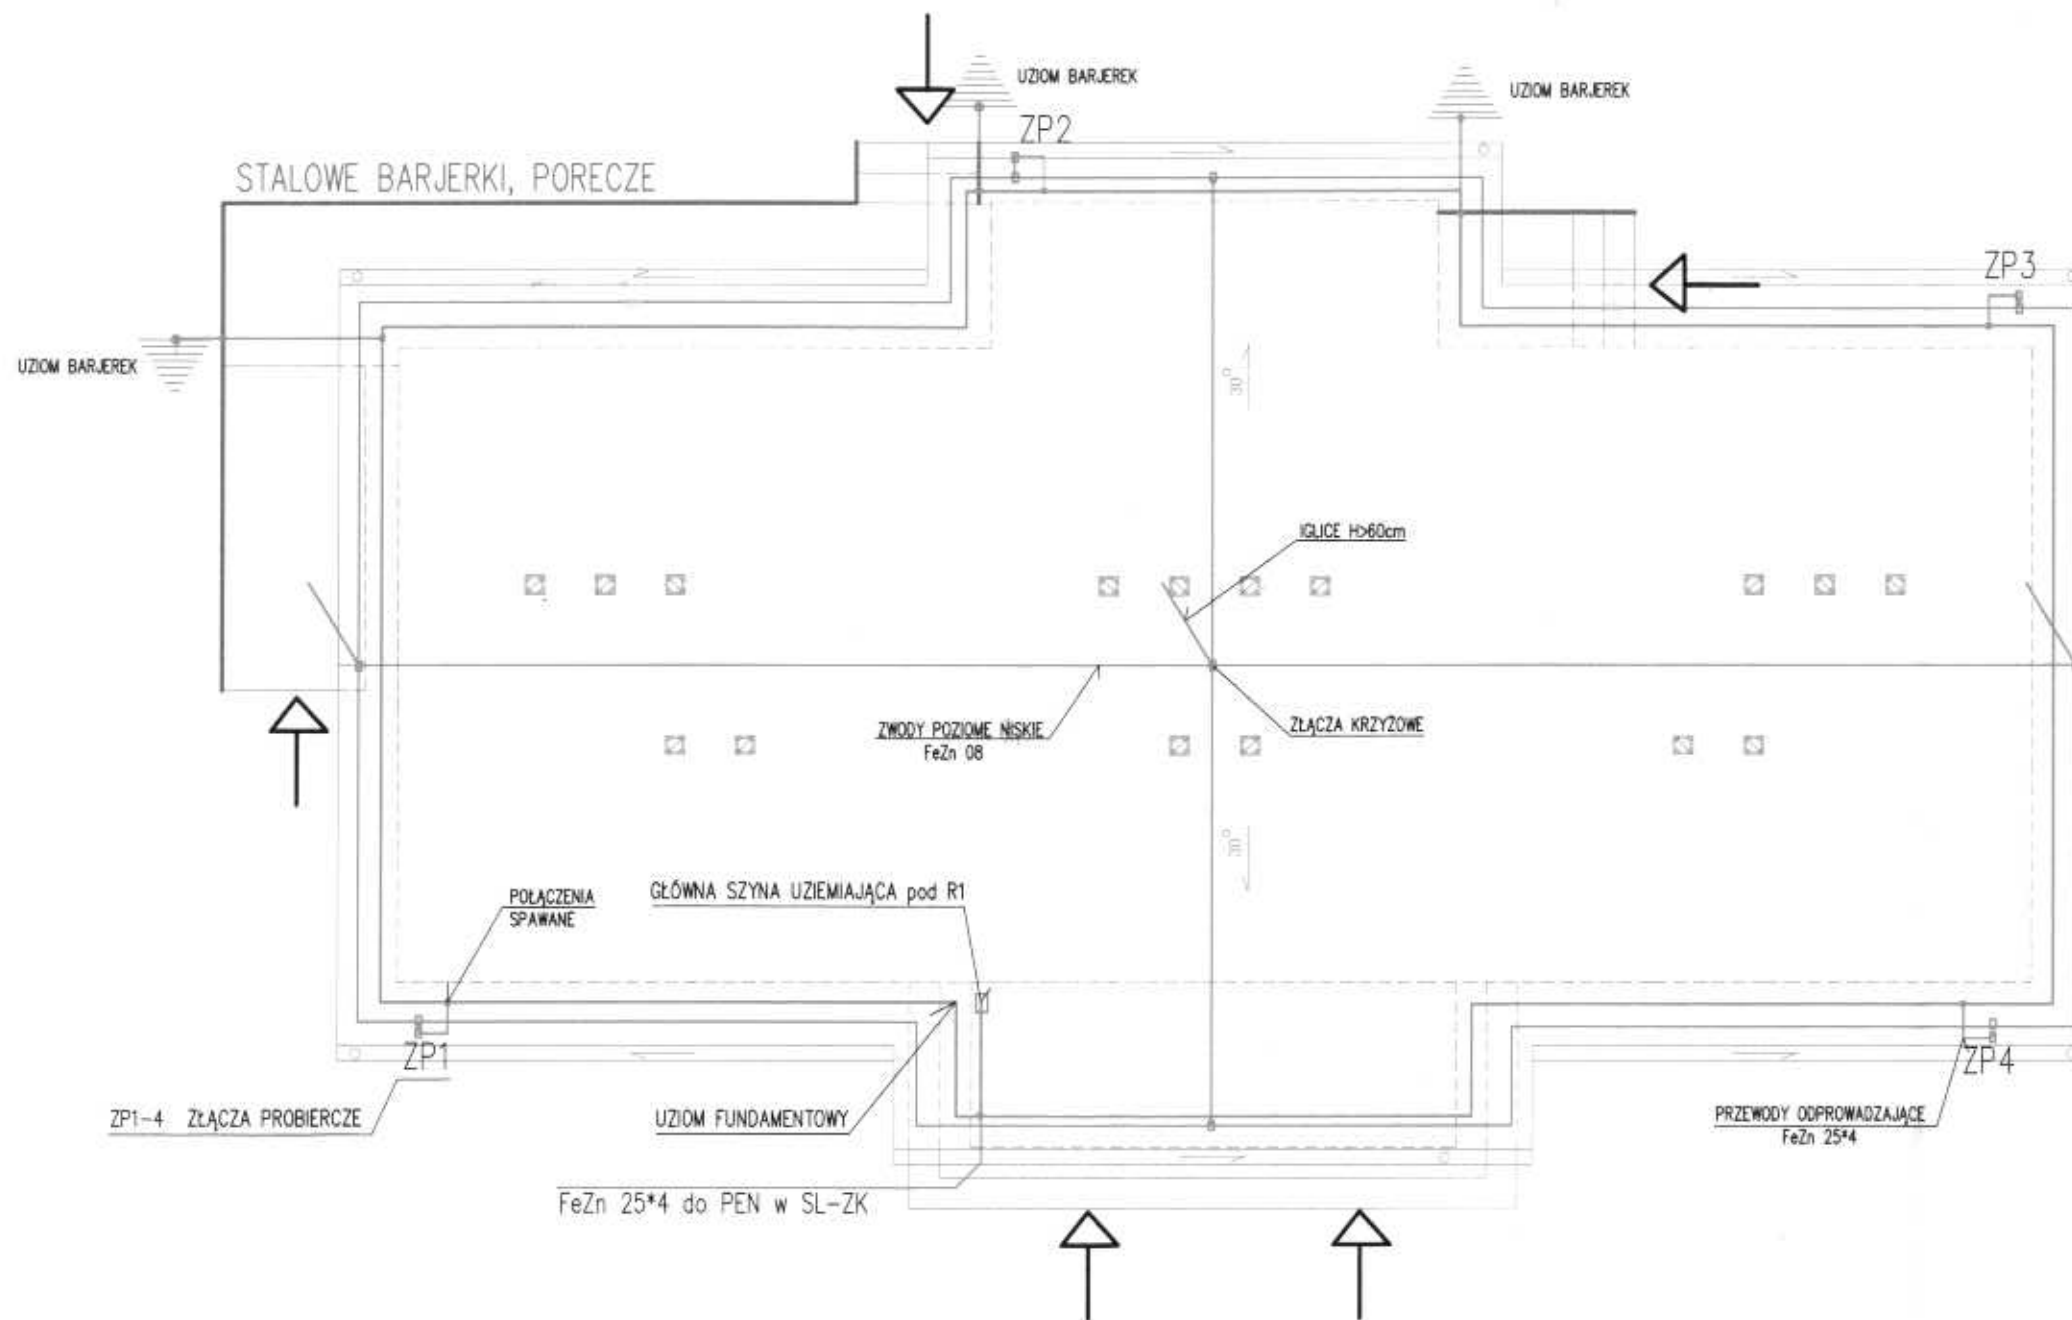 UZIOM BARJEREK
UZIOM BARJEREK
ZP2
STALOWE BARJERKI, PORECZE
ZP3
UZIOM BARJEREK
30°
IGLICE H>60cm
ZWODY POZIOME NISKIE
FeZn 08
ZŁĄCZA KRZYŻOWE
30°
POŁĄCZENIA
SPAWANE
GŁÓWNA SZYNA UZIEMIAJĄCA pod R1
ZP1
ZP4
ZP1-4 ZŁĄCZA PROBIERCZE
UZIOM FUNDAMENTOWY
PRZEWODY ODPROWADZAJĄCE
FeZn 25*4
FeZn 25*4 do PEN w SL-ZK